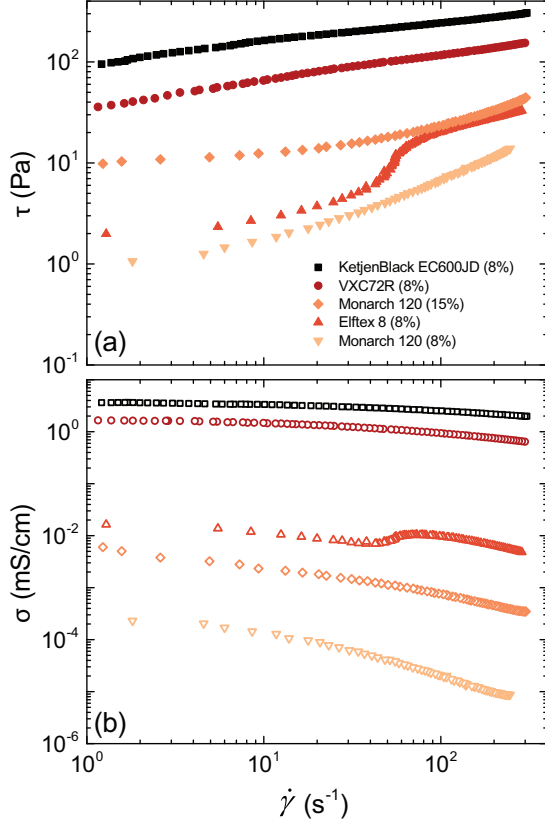 10²
10¹
10⁰
10⁻¹
τ (Pa)
KetjenBlack EC600JD (8%)
VXC72R (8%)
Monarch 120 (15%)
Elftex 8 (8%)
Monarch 120 (8%)
(a)
10⁰
10⁻²
10⁻⁴
10⁻⁶
σ (mS/cm)
(b)
10⁰ 10¹ 10²
γ̇ (s⁻¹)